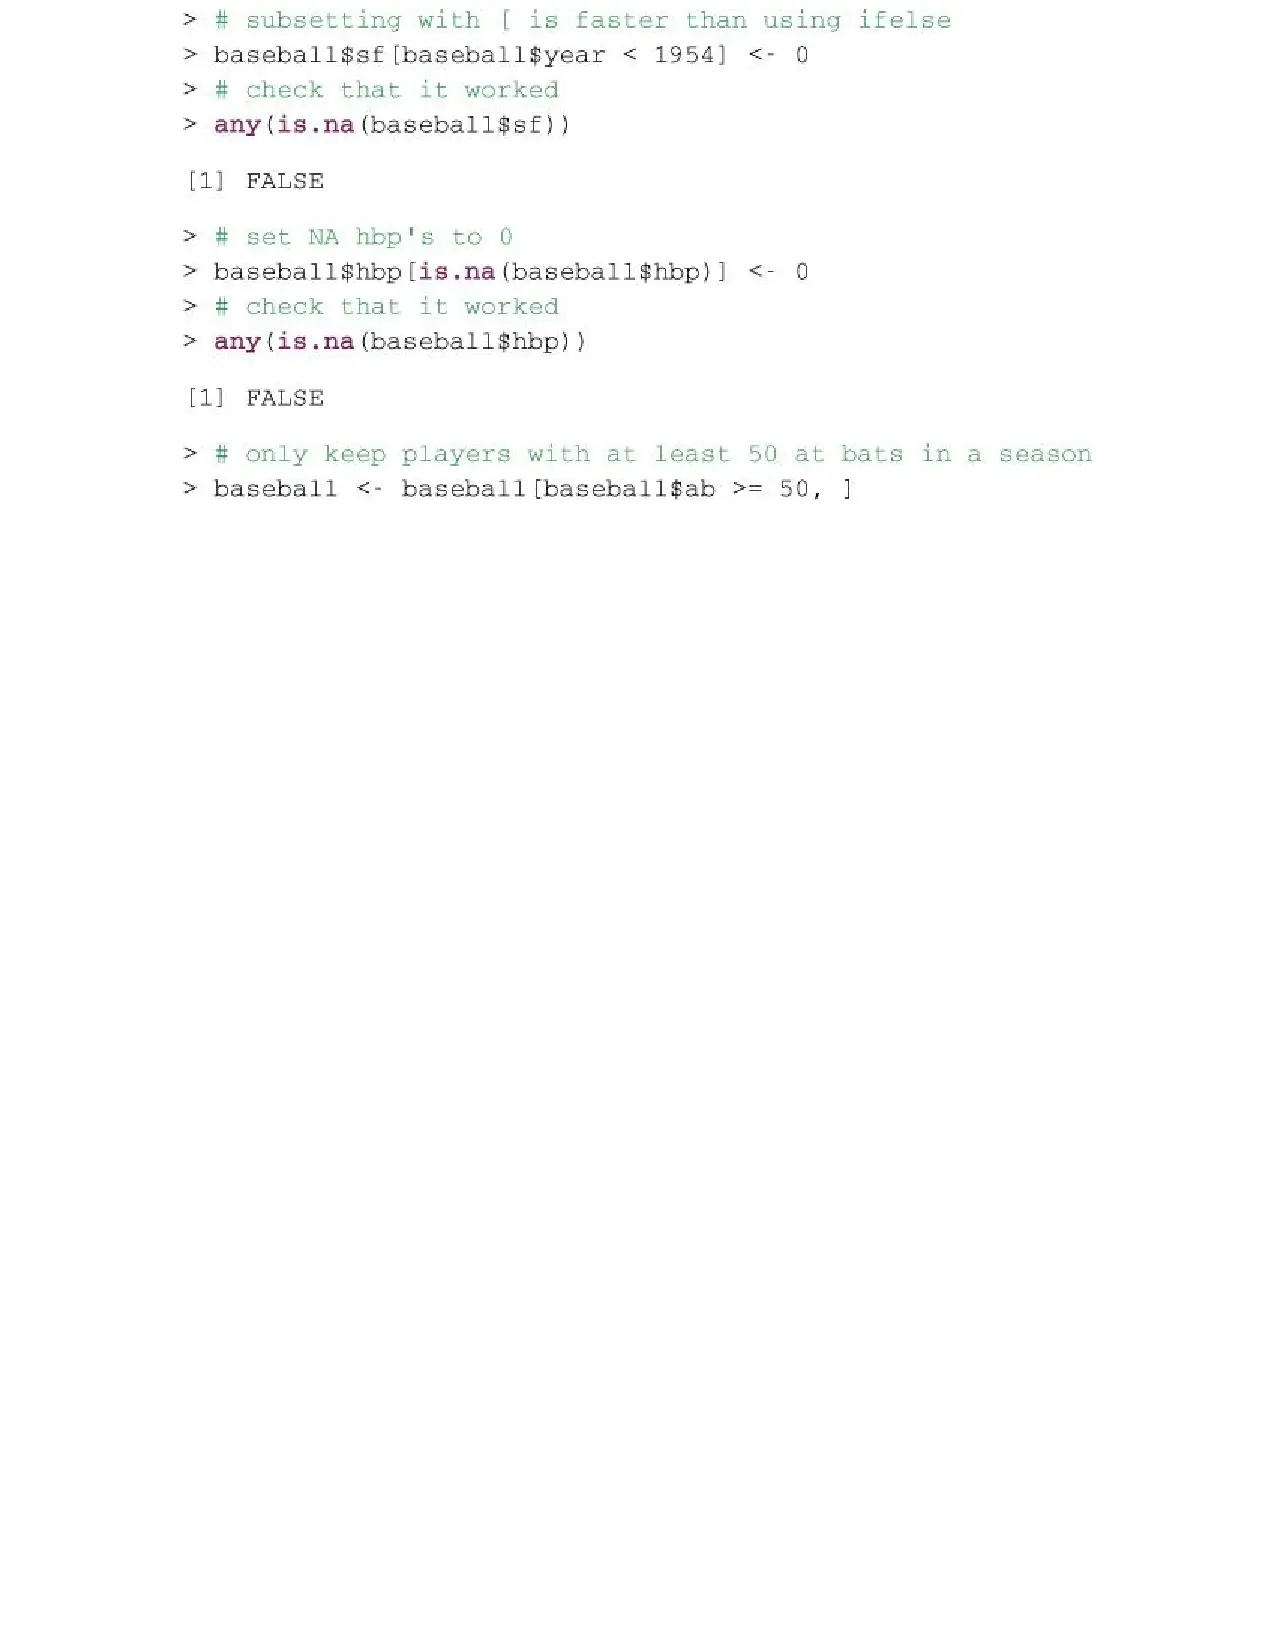 > # subsetting with [ is faster than using ifelse
> baseball$sf[baseball$year < 1954] <- 0
> # check that it worked
> any(is.na(baseball$sf))
[1] FALSE
> # set NA hbp's to 0
> baseball$hbp[is.na(baseball$hbp)] <- 0
> # check that it worked
> any(is.na(baseball$hbp))
[1] FALSE
> # only keep players with at least 50 at bats in a season
> baseball <- baseball[baseball$ab >= 50, ]